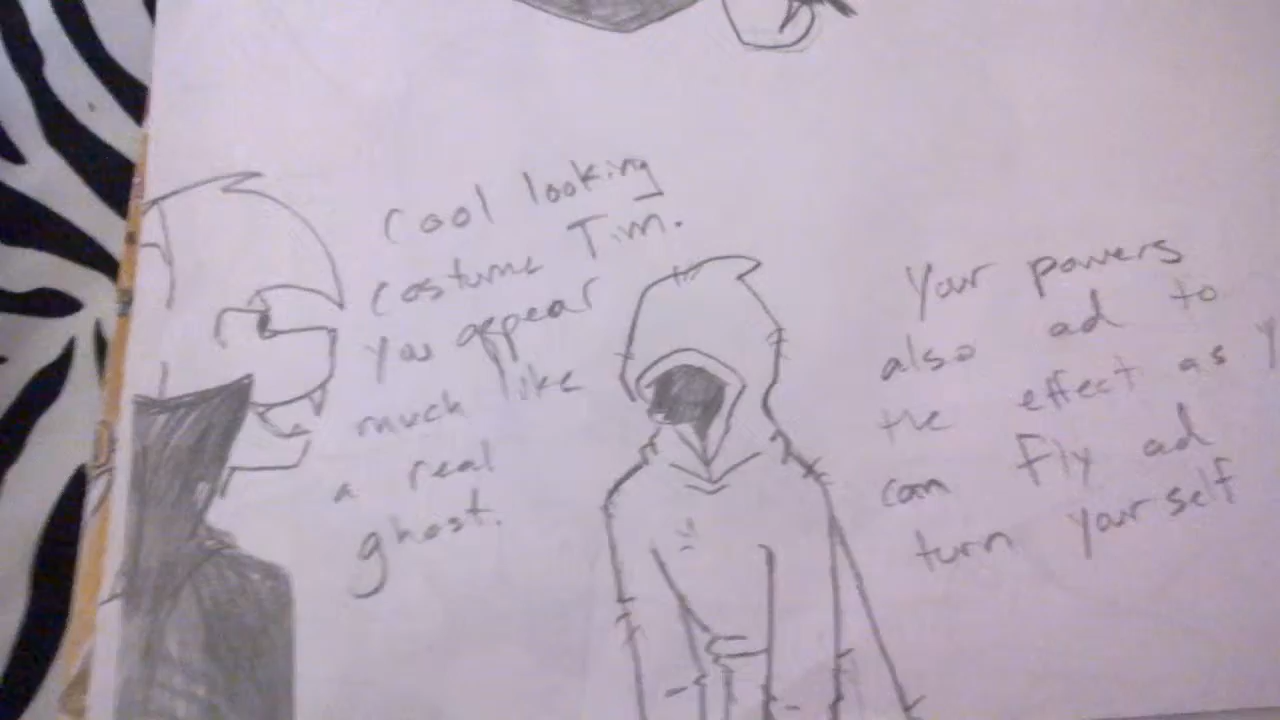 Cool looking
costume Tim.
you appear
much like
a real
ghost.
Your powers
also ad to
the effect as
can fly ad
turn yourself